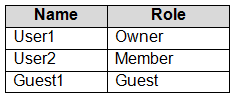 Name Role
User1 Owner
User2 Member
Guest1 Guest